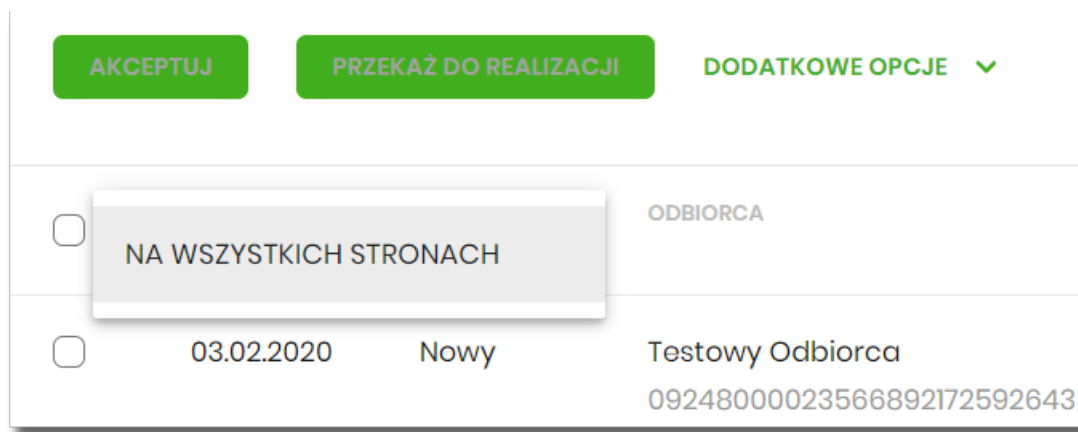 AKCEPTUJ
PRZEKAŻ DO REALIZACJI
DODATKOWE OPCJE
ODBIORCA
NA WSZYSTKICH STRONACH
03.02.2020 Nowy Testowy Odbiorca
09248000023566892172592643